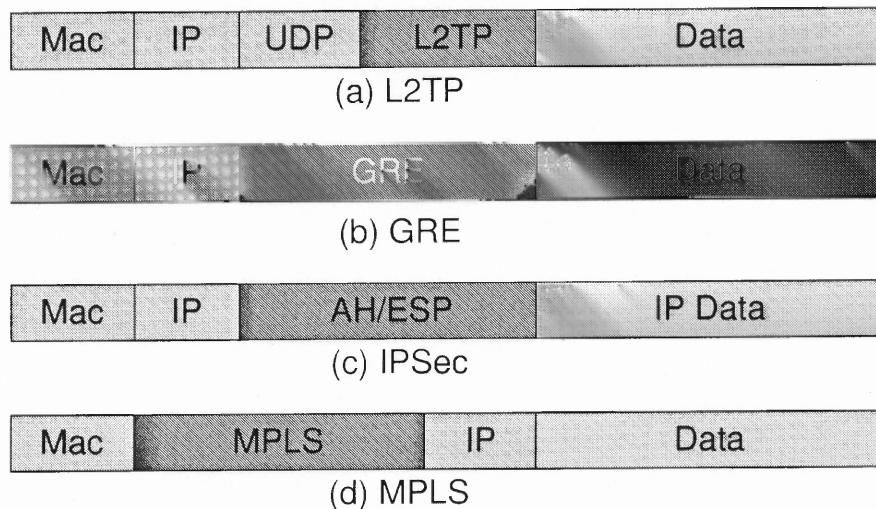 Mac IP UDP L2TP Data
(a) L2TP
Mac GRE Data
(b) GRE
Mac IP AH/ESP IP Data
(c) IPSec
Mac MPLS IP Data
(d) MPLS